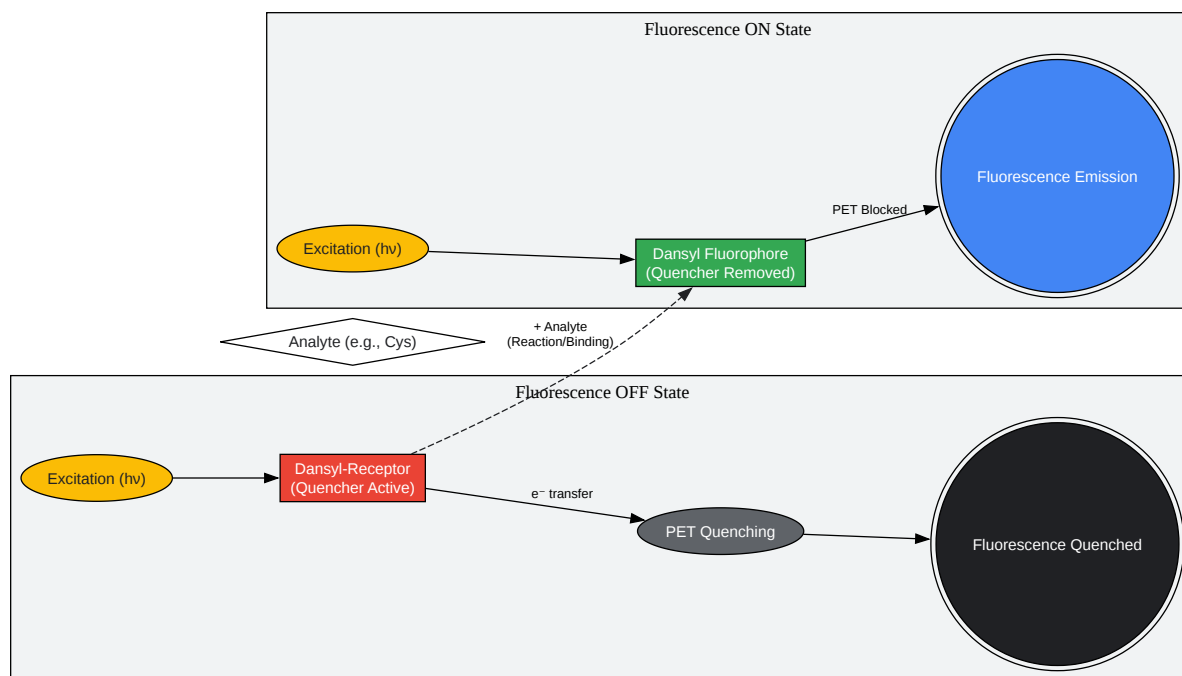 Fluorescence ON State
Fluorescence Emission
PET Blocked
Excitation (hν)
Dansyl Fluorophore
(Quencher Removed)
+ Analyte
(Reaction/Binding)
Analyte (e.g., Cys)
Fluorescence OFF State
Excitation (hν)
Dansyl-Receptor
(Quencher Active)
e⁻ transfer
PET Quenching
Fluorescence Quenched